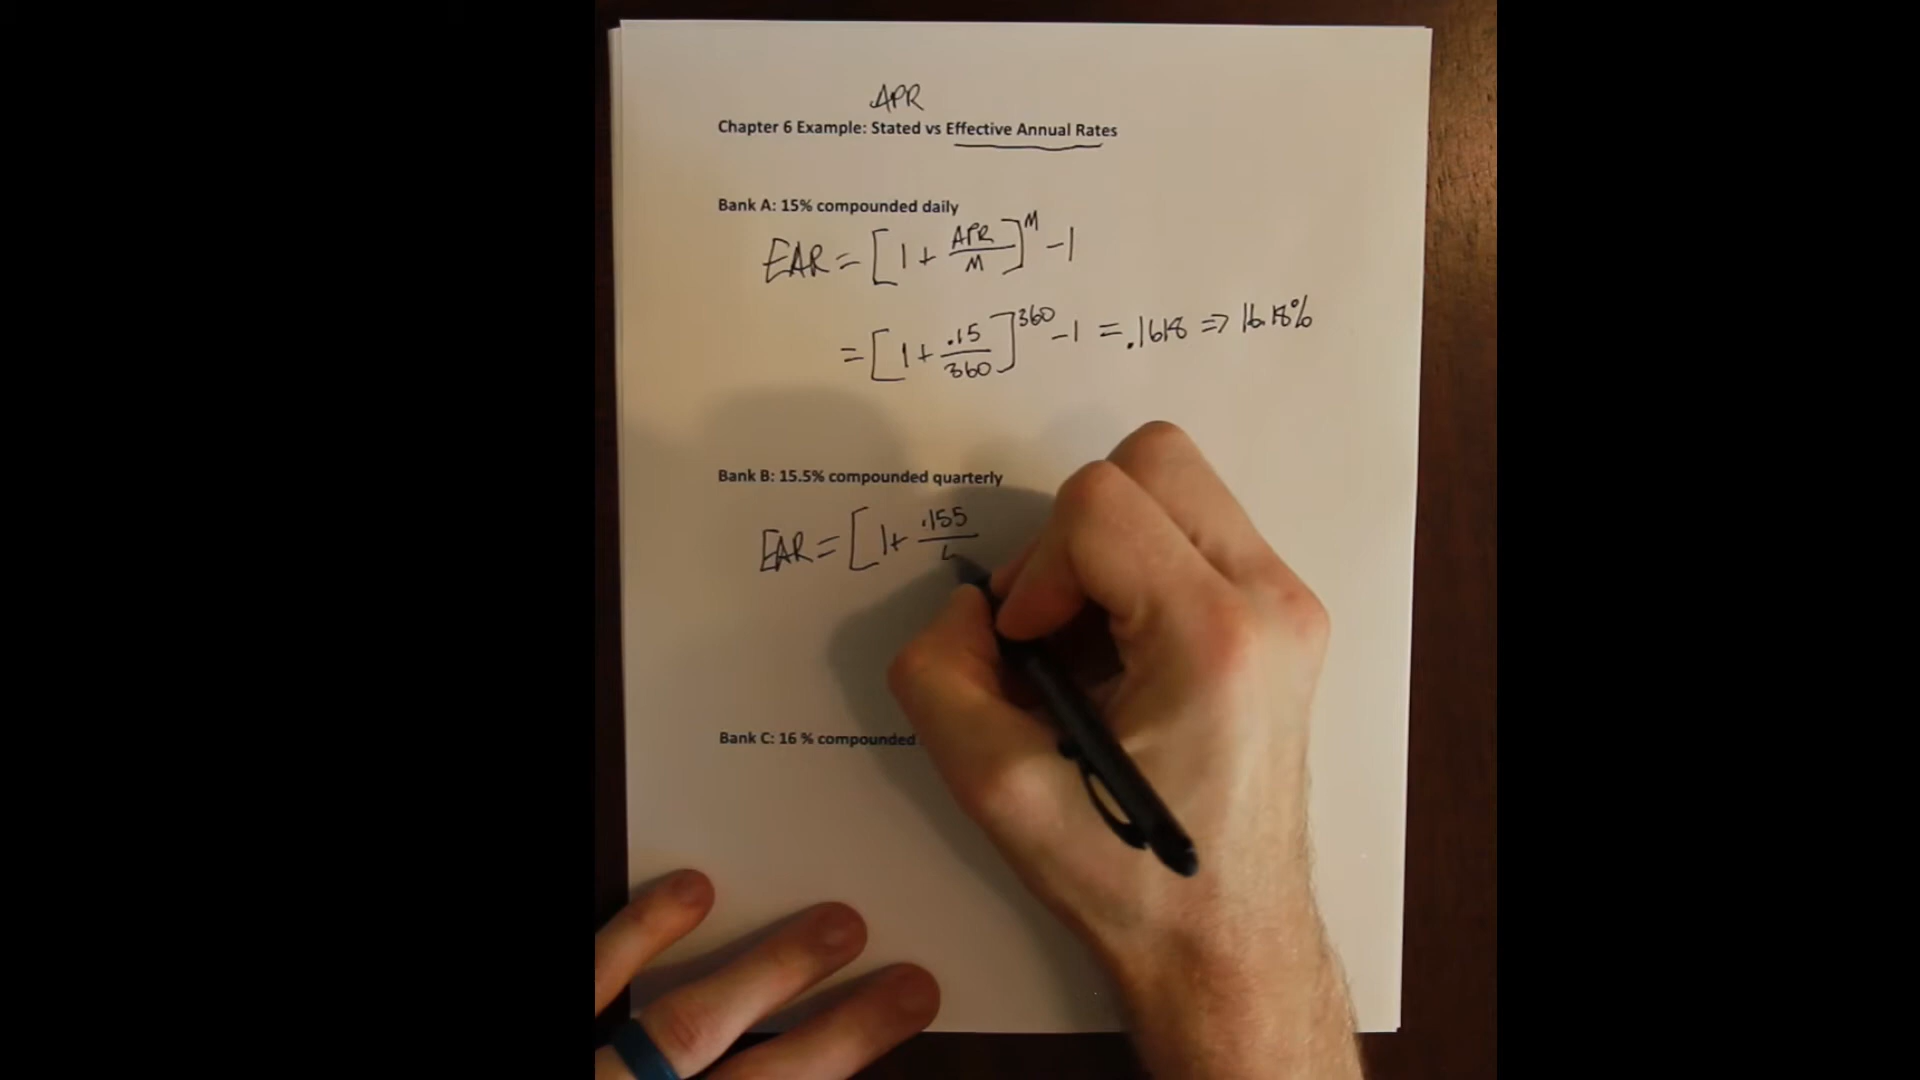 APR
Chapter 6 Example: Stated vs Effective Annual Rates
Bank A: 15% compounded daily
EAR = [1 + APR/M]^M - 1
= [1 + .15/360]^360 - 1 = .1618 ⇒ 16.18%
Bank B: 15.5% compounded quarterly
EAR = [1 + .155/
Bank C: 16 % compounded